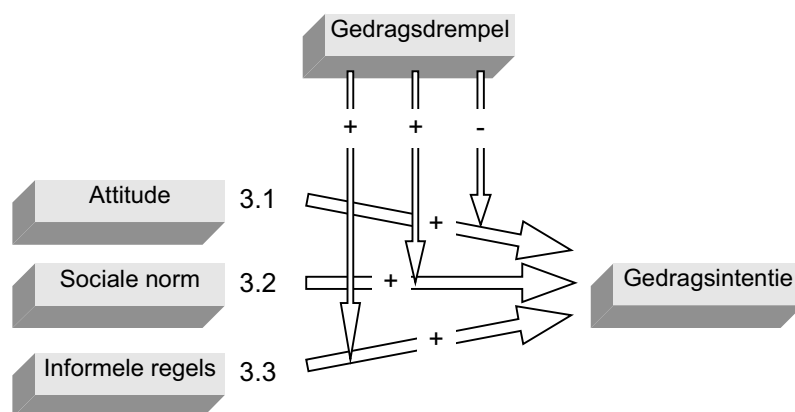 Gedragsdrempel
+ + -
Attitude 3.1
+
Sociale norm 3.2 + Gedragsintentie
Informele regels 3.3 +